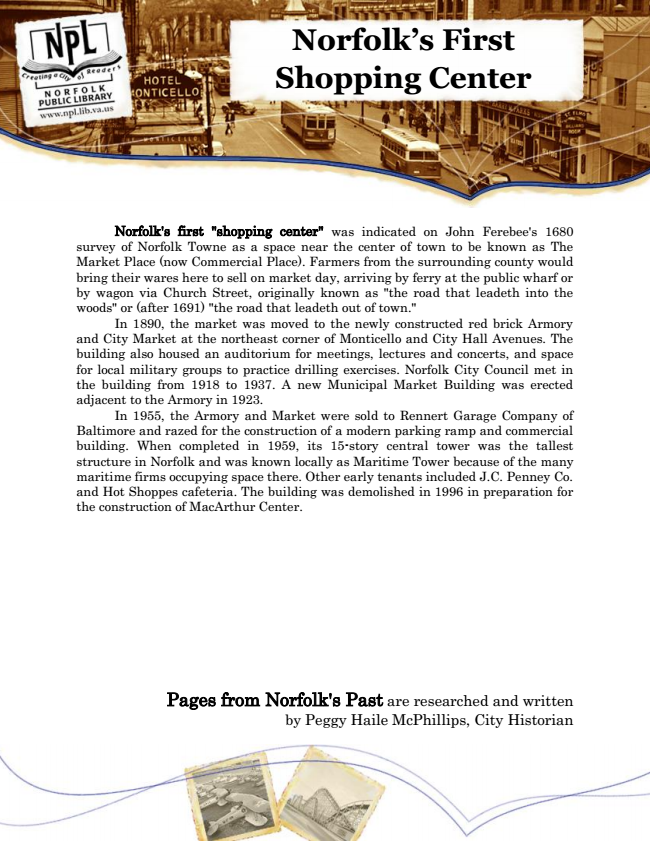 NPL
Creating a City of Readers
NORFOLK
PUBLIC LIBRARY
www.npl.lib.va.us
HOTEL
MONTICELLO
MONTICELLO
Norfolk's First
Shopping Center
Norfolk's first "shopping center" was indicated on John Ferebee's 1680
survey of Norfolk Towne as a space near the center of town to be known as The
Market Place (now Commercial Place). Farmers from the surrounding county would
bring their wares here to sell on market day, arriving by ferry at the public wharf or
by wagon via Church Street, originally known as "the road that leadeth into the
woods" or (after 1691) "the road that leadeth out of town."
In 1890, the market was moved to the newly constructed red brick Armory
and City Market at the northeast corner of Monticello and City Hall Avenues. The
building also housed an auditorium for meetings, lectures and concerts, and space
for local military groups to practice drilling exercises. Norfolk City Council met in
the building from 1918 to 1937. A new Municipal Market Building was erected
adjacent to the Armory in 1923.
In 1955, the Armory and Market were sold to Rennert Garage Company of
Baltimore and razed for the construction of a modern parking ramp and commercial
building. When completed in 1959, its 15-story central tower was the tallest
structure in Norfolk and was known locally as Maritime Tower because of the many
maritime firms occupying space there. Other early tenants included J.C. Penney Co.
and Hot Shoppes cafeteria. The building was demolished in 1996 in preparation for
the construction of MacArthur Center.
Pages from Norfolk's Past are researched and written
by Peggy Haile McPhillips, City Historian